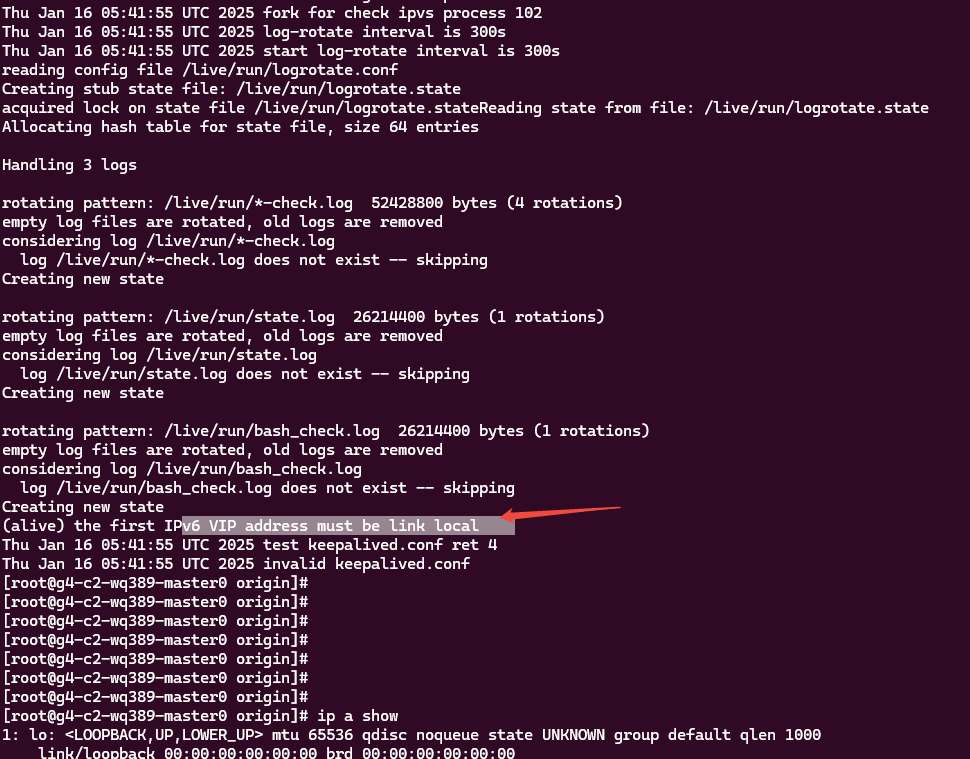 Thu Jan 16 05:41:55 UTC 2025 fork for check ipvs process 102
Thu Jan 16 05:41:55 UTC 2025 log-rotate interval is 300s
Thu Jan 16 05:41:55 UTC 2025 start log-rotate interval is 300s
reading config file /live/run/logrotate.conf
Creating stub state file: /live/run/logrotate.state
acquired lock on state file /live/run/logrotate.stateReading state from file: /live/run/logrotate.state
Allocating hash table for state file, size 64 entries
Handling 3 logs
rotating pattern: /live/run/*-check.log  52428800 bytes (4 rotations)
empty log files are rotated, old logs are removed
considering log /live/run/*-check.log
  log /live/run/*-check.log does not exist -- skipping
Creating new state
rotating pattern: /live/run/state.log  26214400 bytes (1 rotations)
empty log files are rotated, old logs are removed
considering log /live/run/state.log
  log /live/run/state.log does not exist -- skipping
Creating new state
rotating pattern: /live/run/bash_check.log  26214400 bytes (1 rotations)
empty log files are rotated, old logs are removed
considering log /live/run/bash_check.log
  log /live/run/bash_check.log does not exist -- skipping
Creating new state
(alive) the first IPv6 VIP address must be link local
Thu Jan 16 05:41:55 UTC 2025 test keepalived.conf ret 4
Thu Jan 16 05:41:55 UTC 2025 invalid keepalived.conf
[root@g4-c2-wq389-master0 origin]#
[root@g4-c2-wq389-master0 origin]#
[root@g4-c2-wq389-master0 origin]#
[root@g4-c2-wq389-master0 origin]#
[root@g4-c2-wq389-master0 origin]#
[root@g4-c2-wq389-master0 origin]#
[root@g4-c2-wq389-master0 origin]#
[root@g4-c2-wq389-master0 origin]# ip a show
1: lo: <LOOPBACK,UP,LOWER_UP> mtu 65536 qdisc noqueue state UNKNOWN group default qlen 1000
    link/loopback 00:00:00:00:00:00 brd 00:00:00:00:00:00